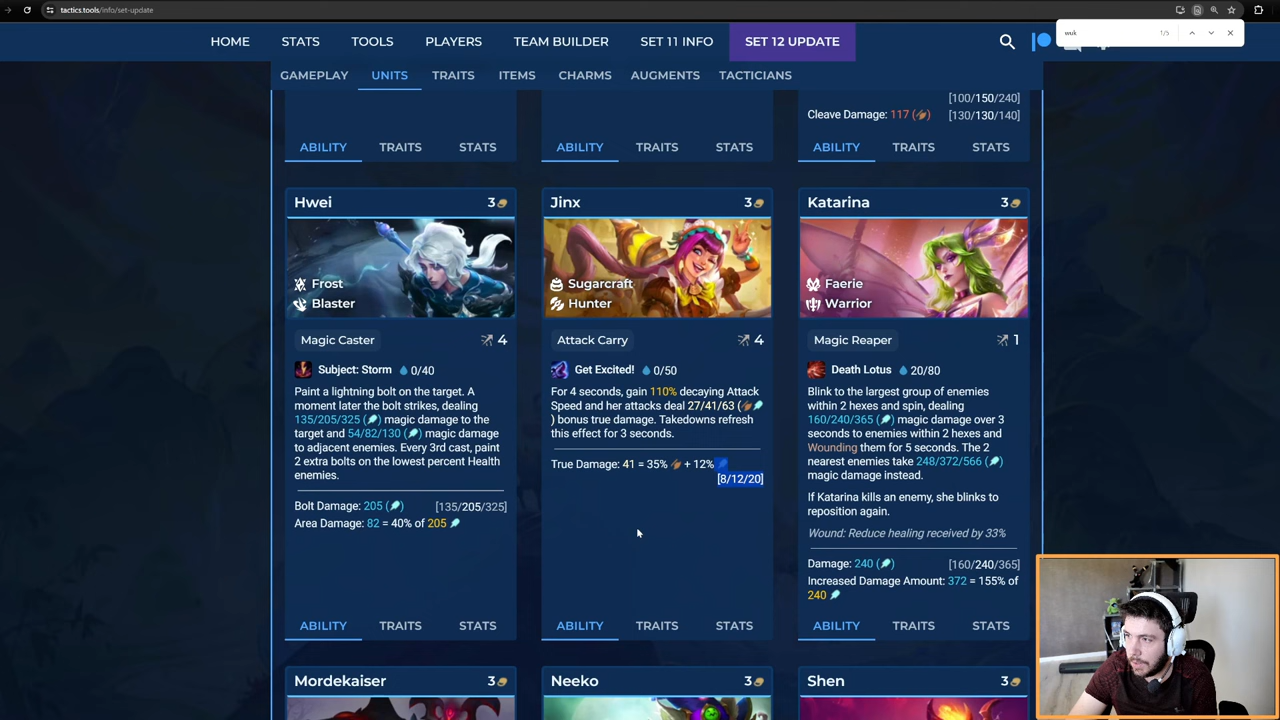 tactics.tools/info/set-update
wuk
1/5
HOME
STATS
TOOLS
PLAYERS
TEAM BUILDER
SET 11 INFO
SET 12 UPDATE
GAMEPLAY
UNITS
TRAITS
ITEMS
CHARMS
AUGMENTS
TACTICIANS
[100/150/240]
Cleave Damage: 117 ( ) [130/130/140]
ABILITY TRAITS STATS
ABILITY TRAITS STATS
ABILITY TRAITS STATS
Hwei 3
Frost
Blaster
Magic Caster 4
Subject: Storm 0/40
Paint a lightning bolt on the target. A
moment later the bolt strikes, dealing
135/205/325 ( ) magic damage to the
target and 54/82/130 ( ) magic damage
to adjacent enemies. Every 3rd cast, paint
2 extra bolts on the lowest percent Health
enemies.
Bolt Damage: 205 ( ) [135/205/325]
Area Damage: 82 = 40% of 205
ABILITY TRAITS STATS
Jinx 3
Sugarcraft
Hunter
Attack Carry 4
Get Excited! 0/50
For 4 seconds, gain 110% decaying Attack
Speed and her attacks deal 27/41/63 (
) bonus true damage. Takedowns refresh
this effect for 3 seconds.
True Damage: 41 = 35% + 12%
[8/12/20]
ABILITY TRAITS STATS
Katarina 3
Faerie
Warrior
Magic Reaper 1
Death Lotus 20/80
Blink to the largest group of enemies
within 2 hexes and spin, dealing
160/240/365 ( ) magic damage over 3
seconds to enemies within 2 hexes and
Wounding them for 5 seconds. The 2
nearest enemies take 248/372/566 ( )
magic damage instead.
If Katarina kills an enemy, she blinks to
reposition again.
Wound: Reduce healing received by 33%
Damage: 240 ( ) [160/240/365]
Increased Damage Amount: 372 = 155% of
240
ABILITY TRAITS STATS
Mordekaiser 3
Neeko 3
Shen 3